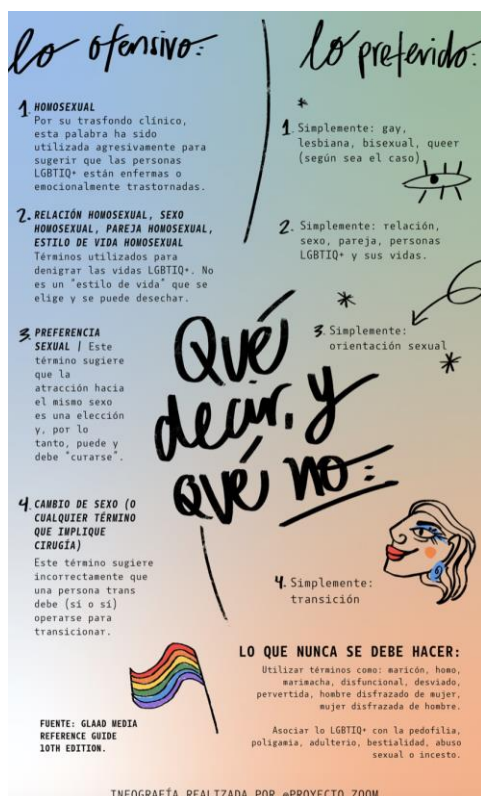 lo ofensivo:
1. HOMOSEXUAL
Por su trasfondo clínico,
esta palabra ha sido
utilizada agresivamente para
sugerir que las personas
LGBTIQ+ están enfermas o
emocionalmente trastornadas.
2. RELACIÓN HOMOSEXUAL, SEXO
HOMOSEXUAL, PAREJA HOMOSEXUAL,
ESTILO DE VIDA HOMOSEXUAL
Términos utilizados para
denigrar las vidas LGBTIQ+. No
es un "estilo de vida" que se
elige y se puede desechar.
3. PREFERENCIA
SEXUAL | Este
término sugiere
que la
atracción hacia
el mismo sexo
es una elección
y, por lo
tanto, puede y
debe "curarse".
4. CAMBIO DE SEXO (O
CUALQUIER TÉRMINO
QUE IMPLIQUE
CIRUGÍA)
Este término sugiere
incorrectamente que
una persona trans
debe (sí o sí)
operarse para
transicionar.
lo preferido:
1. Simplemente: gay,
lesbiana, bisexual, queer
(según sea el caso)
2. Simplemente: relación,
sexo, pareja, personas
LGBTIQ+ y sus vidas.
3. Simplemente:
orientación sexual
4. Simplemente:
transición
Qué
decir, y
qué no:
LO QUE NUNCA SE DEBE HACER:
Utilizar términos como: maricón, homo,
marimacha, disfuncional, desviado,
pervertida, hombre disfrazado de mujer,
mujer disfrazada de hombre.
Asociar lo LGBTIQ+ con la pedofilia,
poligamia, adulterio, bestialidad, abuso
sexual o incesto.
FUENTE: GLAAD MEDIA
REFERENCE GUIDE
10TH EDITION.
INFOGRAFÍA REALIZADA POR @PROYECTO ZOOM